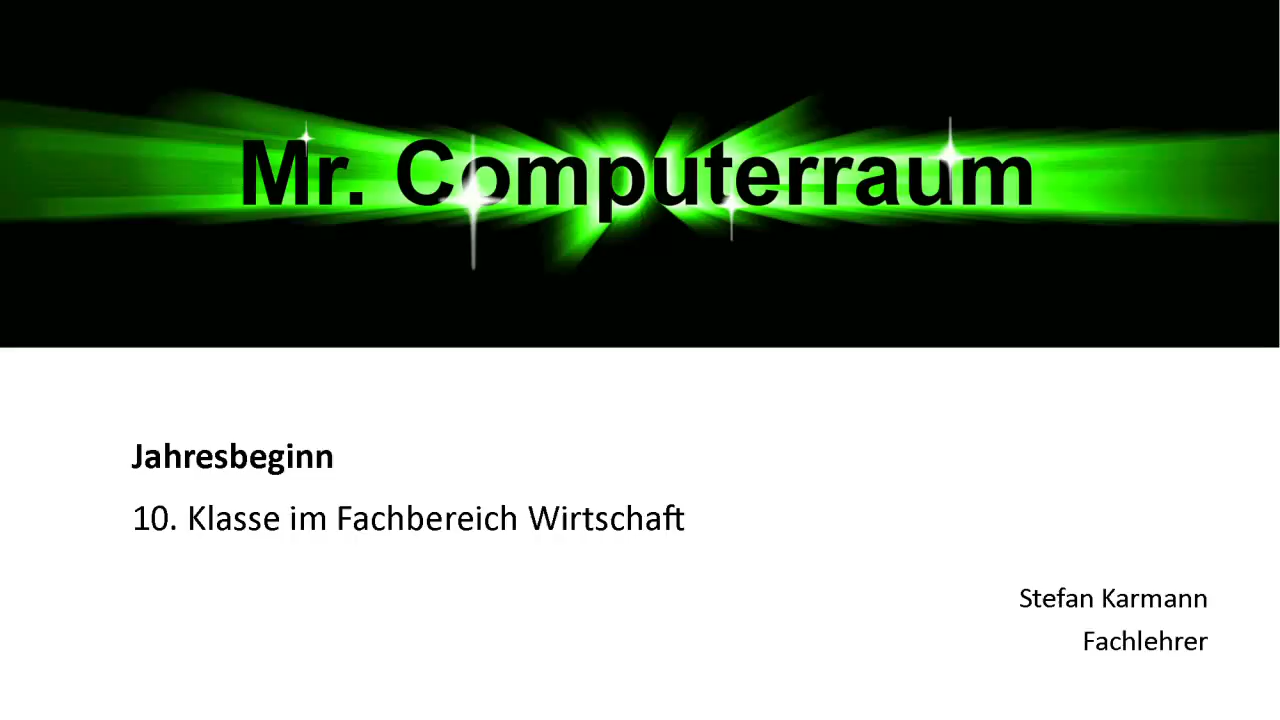 Mr. Computerraum
Jahresbeginn
10. Klasse im Fachbereich Wirtschaft
Stefan Karmann
Fachlehrer